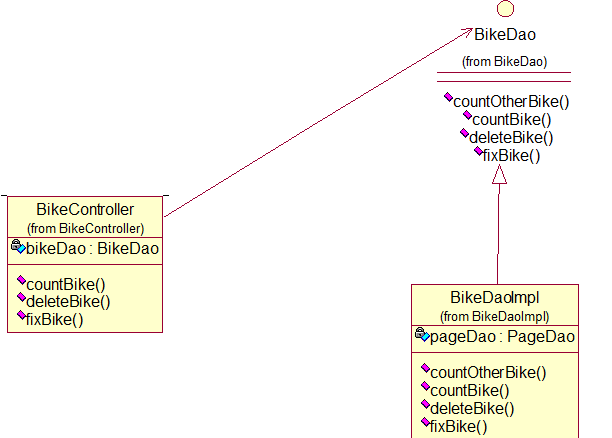 BikeDao
(from BikeDao)
countOtherBike()
countBike()
deleteBike()
fixBike()
BikeController
(from BikeController)
bikeDao : BikeDao
countBike()
deleteBike()
fixBike()
BikeDaoImpl
(from BikeDaoImpl)
pageDao : PageDao
countOtherBike()
countBike()
deleteBike()
fixBike()